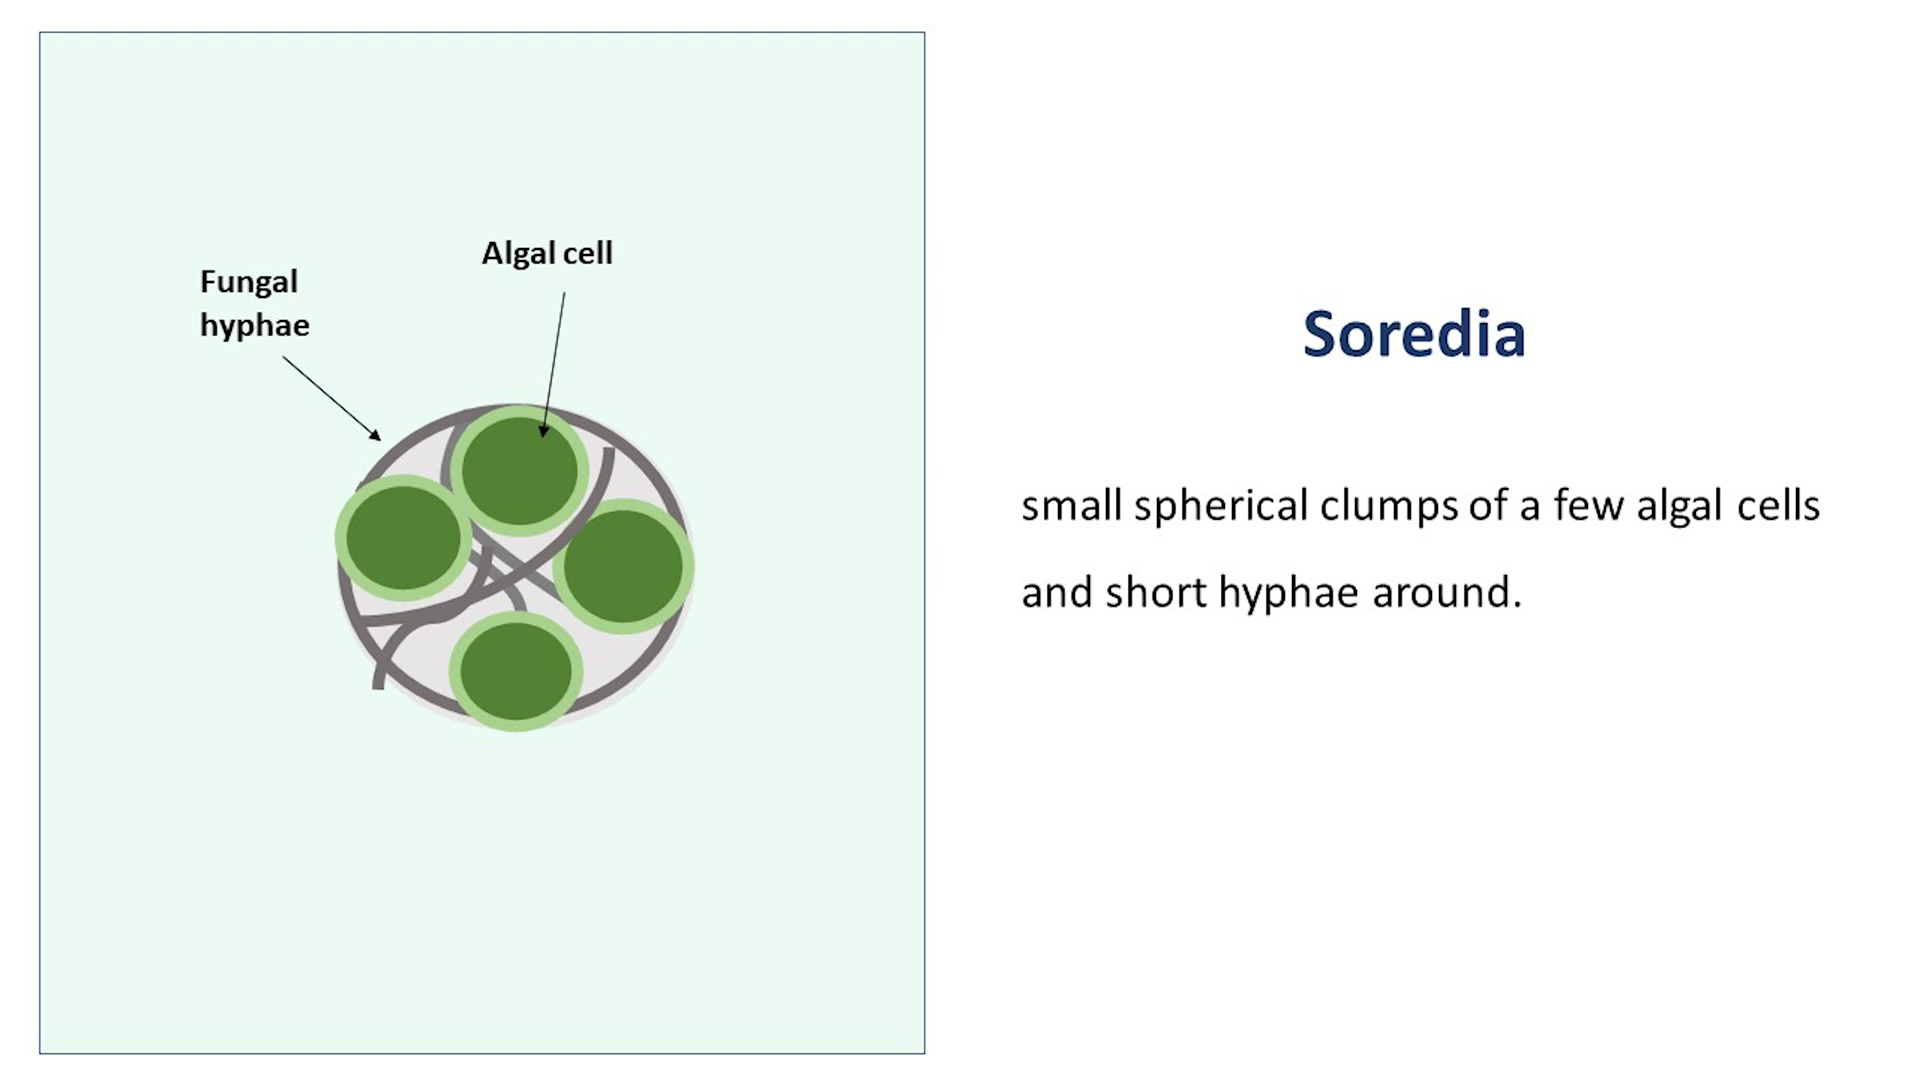 Algal cell
Fungal
hyphae
Soredia
small spherical clumps of a few algal cells
and short hyphae around.